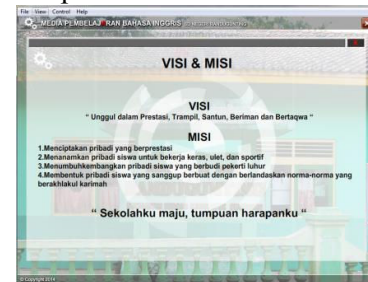 File View Control Help
MEDIA PEMBELAJARAN BAHASA INGGRIS
VISI & MISI
VISI
" Unggul dalam Prestasi, Trampil, Santun, Beriman dan Bertaqwa "
MISI
1.Menciptakan pribadi yang berprestasi
2.Menanamkan pribadi siswa untuk bekerja keras, ulet, dan sportif
3.Menumbuhkembangkan pribadi siswa yang berbudi pekerti luhur
4.Membentuk pribadi siswa yang sanggup berbuat dengan berlandaskan norma-norma yang
berakhlakul karimah
" Sekolahku maju, tumpuan harapanku "
© Copyright 2014